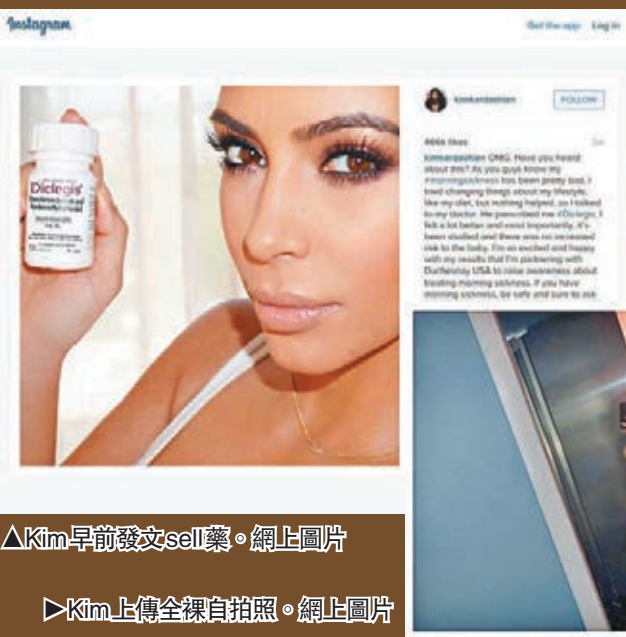 Instagram
Get the app Log in
kimkardashian FOLLOW
likes
kimkardashian OMG. Have you heard
about this? As you guys know my
#morningsickness has been pretty bad. I
tried changing things about my lifestyle,
like my diet, but nothing helped, so I talked
to my doctor. He prescribed me #Diclegis, I
felt a lot better and most importantly, it's
been studied and there was no increased
risk to the baby. I'm so excited and happy
with my results that I'm partnering with
Duchesnay USA to raise awareness about
treating morning sickness. If you have
morning sickness, be safe and sure to ask
Diclegis
▲Kim早前發文sell藥。網上圖片
▶Kim上傳全裸自拍照。網上圖片